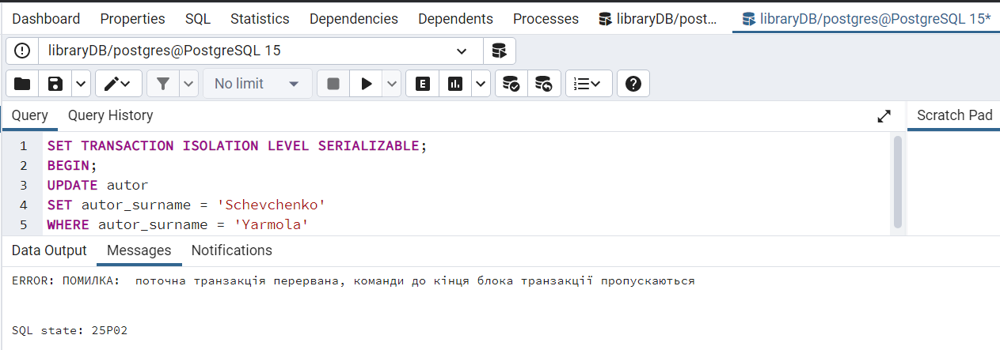 Dashboard Properties SQL Statistics Dependencies Dependents Processes libraryDB/post... libraryDB/postgres@PostgreSQL 15*
libraryDB/postgres@PostgreSQL 15
No limit E
Query Query History Scratch Pad
1 SET TRANSACTION ISOLATION LEVEL SERIALIZABLE;
2 BEGIN;
3 UPDATE autor
4 SET autor_surname = 'Schevchenko'
5 WHERE autor_surname = 'Yarmola'
Data Output Messages Notifications
ERROR: ПОМИЛКА: поточна транзакція перервана, команди до кінця блока транзакції пропускаються
SQL state: 25P02